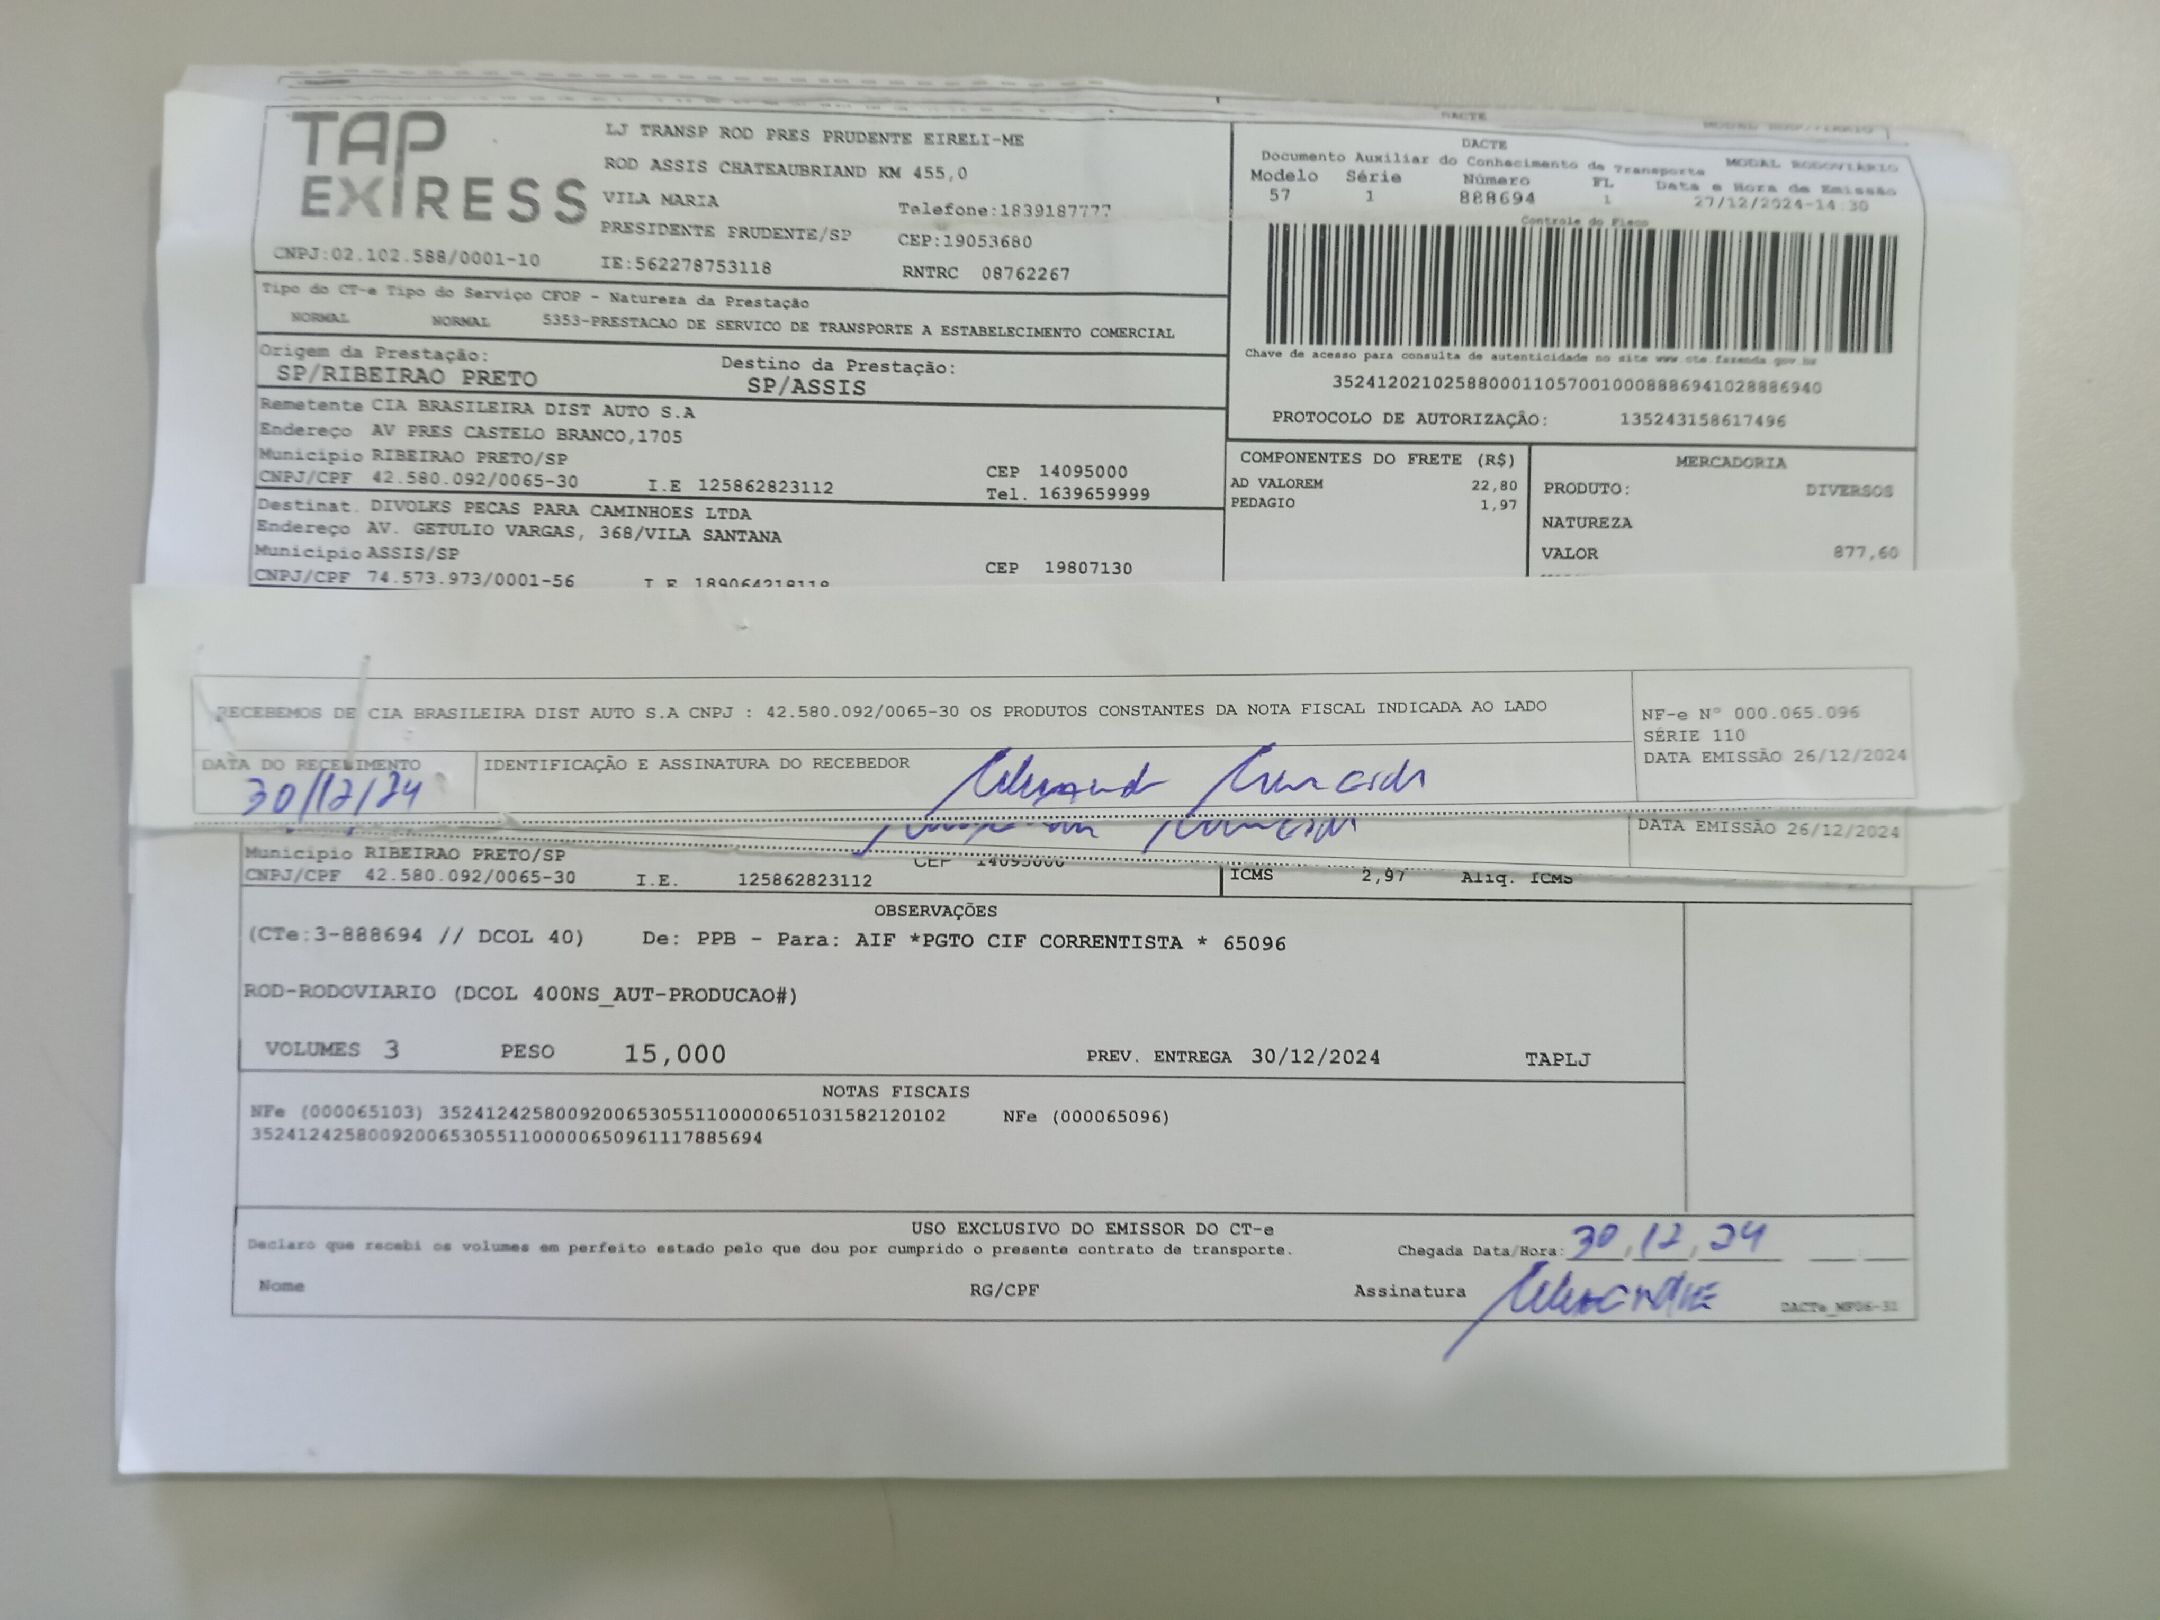 TAP
EXPRESS
LJ TRANSP ROD PRES PRUDENTE EIRELI-ME
ROD ASSIS CHATEAUBRIAND KM 455,0
VILA MARIA Telefone:1839187777
PRESIDENTE PRUDENTE/SP CEP:19053680
CNPJ:02.102.588/0001-10 IE:562278753118 RNTRC 08762267
DACTE
DACTE
Documento Auxiliar do Conhecimento de Transporte MODAL RODOVIÁRIO
Modelo Série Número FL Data e Hora de Emissão
57 1 888694 1 27/12/2024-14:30
Controle do Fisco
Tipo do CT-e Tipo do Serviço CFOP - Natureza da Prestação
NORMAL NORMAL 5353-PRESTACAO DE SERVICO DE TRANSPORTE A ESTABELECIMENTO COMERCIAL
Origem da Prestação: Destino da Prestação:
SP/RIBEIRAO PRETO SP/ASSIS
Chave de acesso para consulta de autenticidade no site www.cte.fazenda.gov.br
35241202102588000110570010008886941028886940
PROTOCOLO DE AUTORIZAÇÃO: 135243158617496
Remetente CIA BRASILEIRA DIST AUTO S.A
Endereço AV PRES CASTELO BRANCO,1705
Municipio RIBEIRAO PRETO/SP CEP 14095000
CNPJ/CPF 42.580.092/0065-30 I.E 125862823112 Tel. 1639659999
Destinat. DIVOLKS PECAS PARA CAMINHOES LTDA
Endereço AV. GETULIO VARGAS, 368/VILA SANTANA
Municipio ASSIS/SP CEP 19807130
CNPJ/CPF 74.573.973/0001-56 I.E 189064218119
COMPONENTES DO FRETE (R$)
AD VALOREM 22,80
PEDAGIO 1,97
MERCADORIA
PRODUTO: DIVERSOS
NATUREZA
VALOR 877,60
RECEBEMOS DE CIA BRASILEIRA DIST AUTO S.A CNPJ : 42.580.092/0065-30 OS PRODUTOS CONSTANTES DA NOTA FISCAL INDICADA AO LADO
NF-e N° 000.065.096
SÉRIE 110
DATA EMISSÃO 26/12/2024
DATA DO RECEBIMENTO IDENTIFICAÇÃO E ASSINATURA DO RECEBEDOR
30/12/24
DATA EMISSÃO 26/12/2024
Municipio RIBEIRAO PRETO/SP CEP 14095000
CNPJ/CPF 42.580.092/0065-30 I.E. 125862823112 ICMS 2,97 Aliq. ICMS
OBSERVAÇÕES
(CTe:3-888694 // DCOL 40) De: PPB - Para: AIF *PGTO CIF CORRENTISTA * 65096
ROD-RODOVIARIO (DCOL 400NS_AUT-PRODUCAO#)
VOLUMES 3 PESO 15,000 PREV. ENTREGA 30/12/2024 TAPLJ
NOTAS FISCAIS
NFe (000065103) 35241242580092006530551100000651031582120102 NFe (000065096)
35241242580092006530551100000650961117885694
USO EXCLUSIVO DO EMISSOR DO CT-e
Declaro que recebi os volumes em perfeito estado pelo que dou por cumprido o presente contrato de transporte. Chegada Data/Hora: 30,12,24
Nome RG/CPF Assinatura